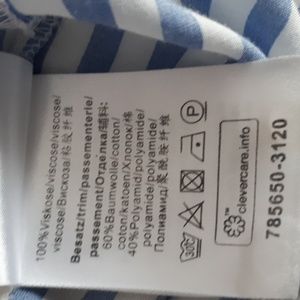 100%Viskose/viscose/viscose/
viscose/Вискоза/粘胶纤维
Besatz/trim/passementerie/
passement/Отделка/辅料:
60%Baumwolle/cotton/
coton/katoen/Хлопок/棉
40%Polyamid/polyamide/
polyamide/polyamide/
Полиамид/聚酰胺纤维
30°
P
clevercare.info
785650-3120